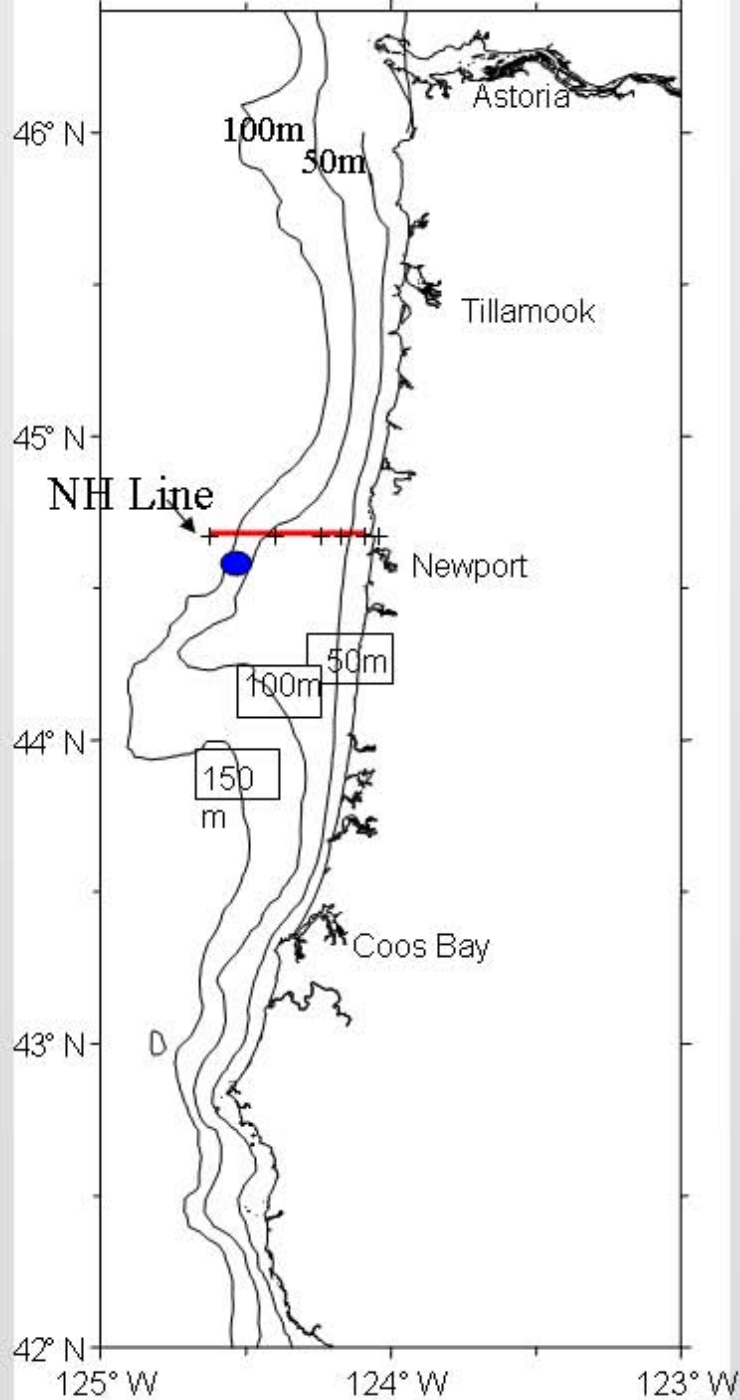 Astoria
46° N
100m
50m
Tillamook
45° N
NH Line
Newport
50m
100m
44° N
150
m
Coos Bay
43° N
42° N
125° W
124° W
123° W